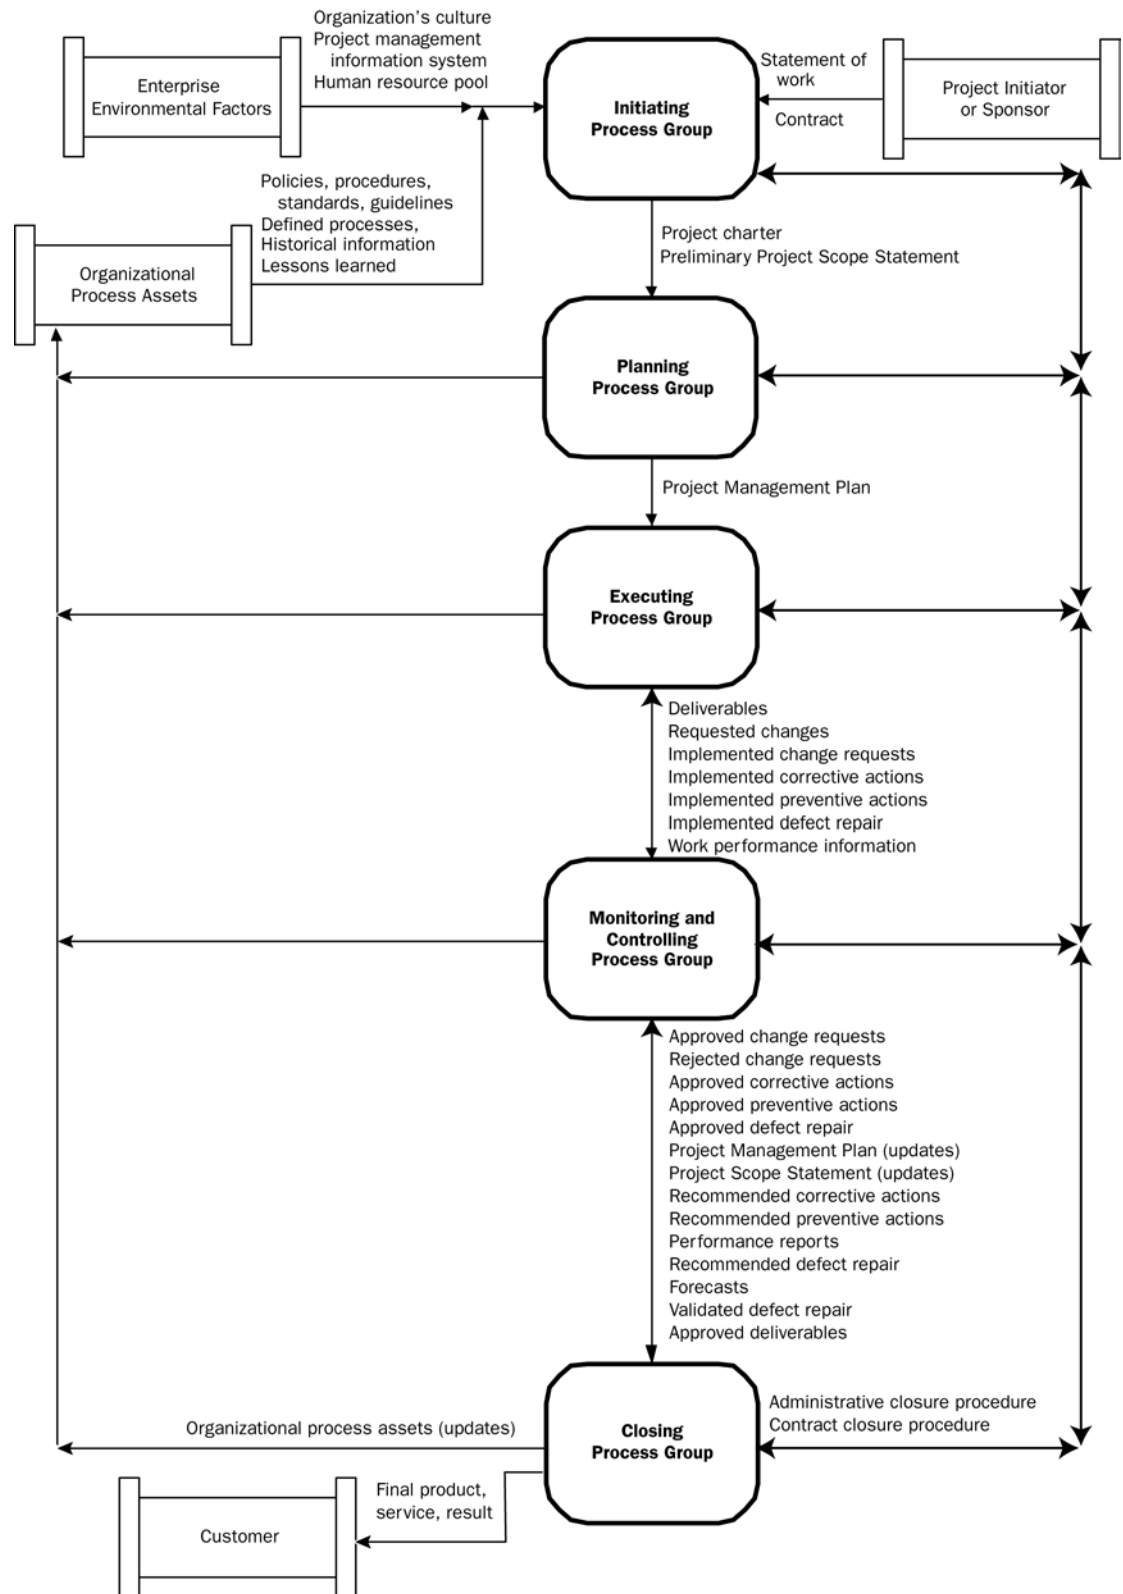 Organization's culture
Project management
information system
Human resource pool
Enterprise
Environmental Factors
Initiating
Process Group
Statement of
work
Contract
Project Initiator
or Sponsor
Policies, procedures,
standards, guidelines
Defined processes,
Historical information
Lessons learned
Organizational
Process Assets
Project charter
Preliminary Project Scope Statement
Planning
Process Group
Project Management Plan
Executing
Process Group
Deliverables
Requested changes
Implemented change requests
Implemented corrective actions
Implemented preventive actions
Implemented defect repair
Work performance information
Monitoring and
Controlling
Process Group
Approved change requests
Rejected change requests
Approved corrective actions
Approved preventive actions
Approved defect repair
Project Management Plan (updates)
Project Scope Statement (updates)
Recommended corrective actions
Recommended preventive actions
Performance reports
Recommended defect repair
Forecasts
Validated defect repair
Approved deliverables
Organizational process assets (updates)
Closing
Process Group
Administrative closure procedure
Contract closure procedure
Final product,
service, result
Customer